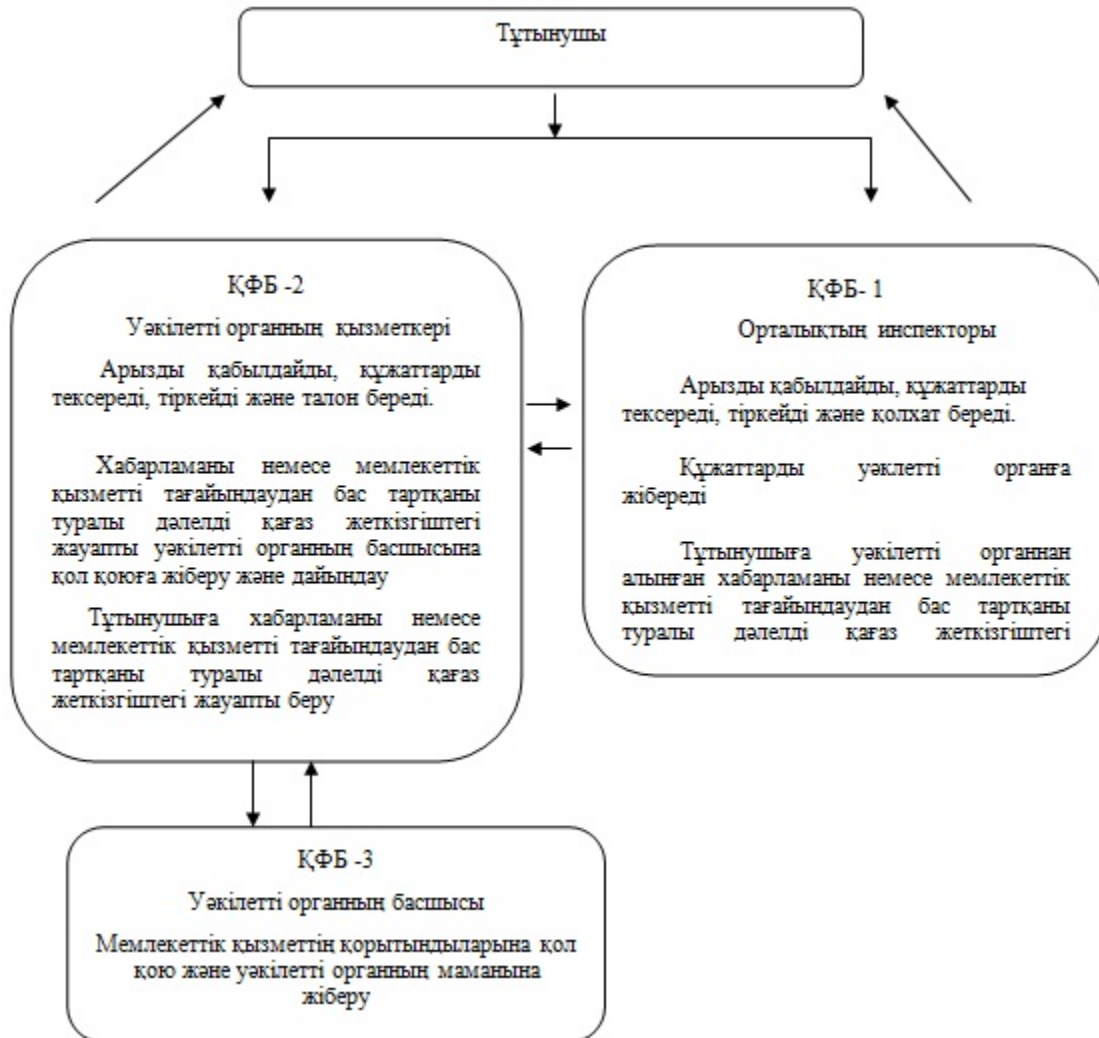 Тұтынушы
ҚФБ -2
Уәкілетті органның қызметкері
Арызды қабылдайды, құжаттарды
тексереді, тіркейді және талон береді.
Хабарламаны немесе мемлекеттік
қызметті тағайындаудан бас тартқаны
туралы дәлелді қағаз жеткізгіштегі
жауапты уәкілетті органның басшысына
қол қоюға жіберу және дайындау
Тұтынушыға хабарламаны немесе
мемлекеттік қызметті тағайындаудан бас
тартқаны туралы дәлелді қағаз
жеткізгіштегі жауапты беру
ҚФБ- 1
Орталықтың инспекторы
Арызды қабылдайды, құжаттарды
тексереді, тіркейді және қолхат береді.
Құжаттарды уәклетті органға
жібереді
Тұтынушыға уәкілетті органнан
алынған хабарламаны немесе мемлекеттік
қызметті тағайындаудан бас тартқаны
туралы дәлелді қағаз жеткізгіштегі
ҚФБ -3
Уәкілетті органның басшысы
Мемлекеттік қызметтің қорытындыларына қол
қою және уәкілетті органның маманына
жіберу